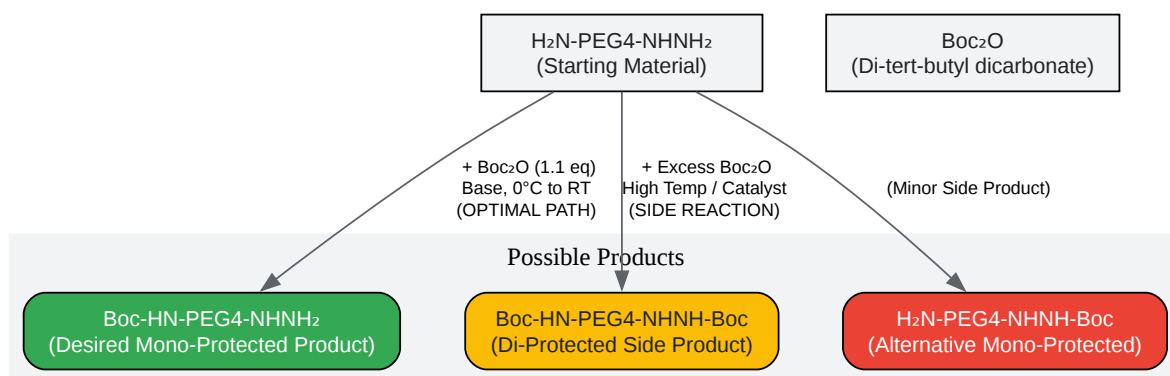 H₂N-PEG4-NHNH₂
(Starting Material)
Boc₂O
(Di-tert-butyl dicarbonate)
+ Boc₂O (1.1 eq)
Base, 0°C to RT
(OPTIMAL PATH)
+ Excess Boc₂O
High Temp / Catalyst
(SIDE REACTION)
(Minor Side Product)
Possible Products
Boc-HN-PEG4-NHNH₂
(Desired Mono-Protected Product)
Boc-HN-PEG4-NHNH-Boc
(Di-Protected Side Product)
H₂N-PEG4-NHNH-Boc
(Alternative Mono-Protected)